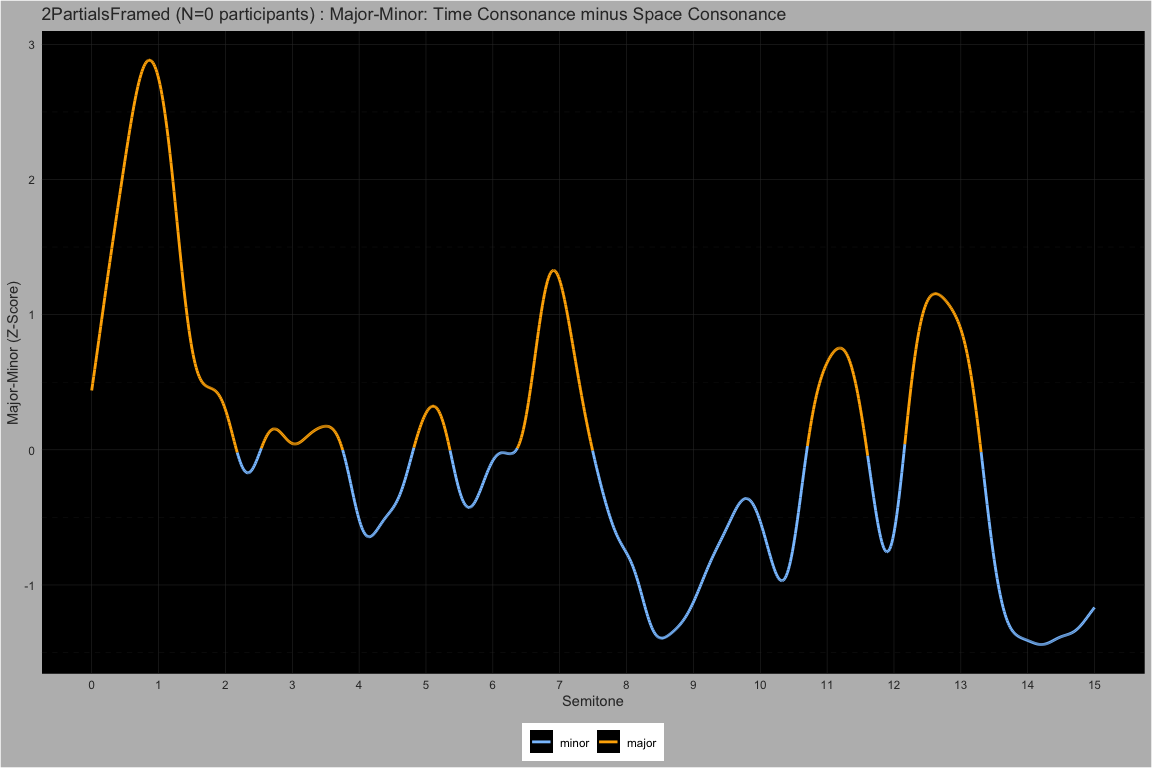 2PartialsFramed (N=0 participants) : Major-Minor: Time Consonance minus Space Consonance
Major-Minor (Z-Score)
3
2
1
0
-1
0 1 2 3 4 5 6 7 8 9 10 11 12 13 14 15
Semitone
minor major